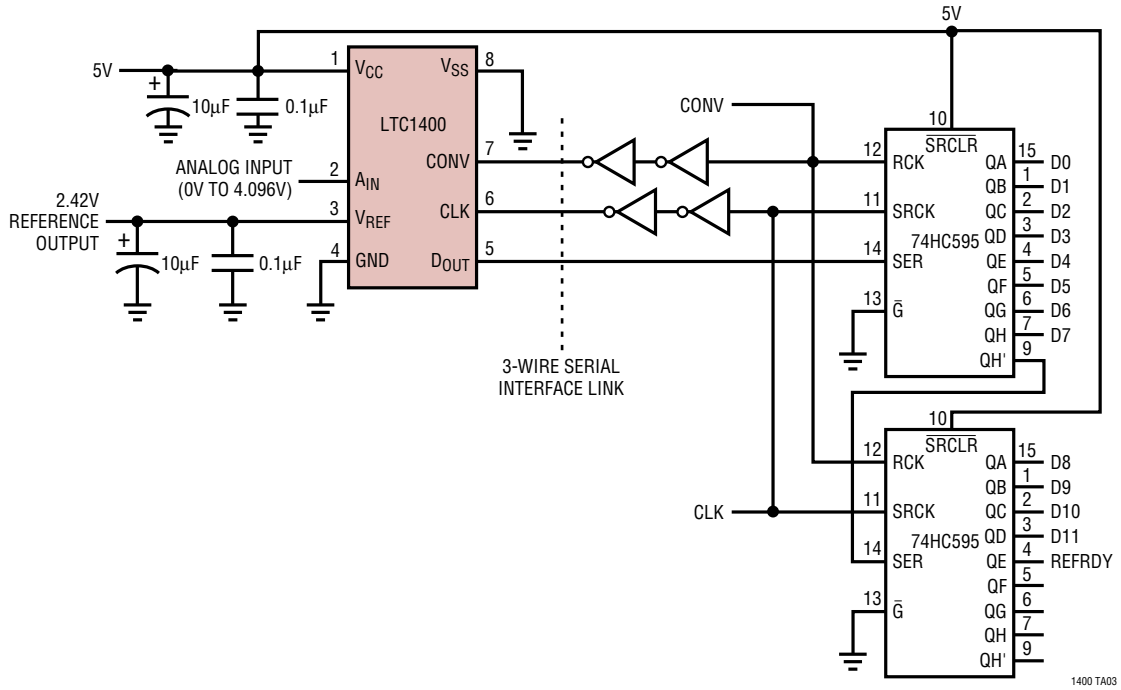 5V
5V
+
10µF
0.1µF
1
VCC
VSS
8
LTC1400
ANALOG INPUT
(0V TO 4.096V)
2
AIN
CONV
7
2.42V
REFERENCE
OUTPUT
3
VREF
CLK
6
+
10µF
0.1µF
4
GND
DOUT
5
3-WIRE SERIAL
INTERFACE LINK
CONV
CLK
10
SRCLR
12
RCK
11
SRCK
74HC595
14
SER
13
G
QA
15
D0
QB
1
D1
QC
2
D2
QD
3
D3
QE
4
D4
QF
5
D5
QG
6
D6
QH
7
D7
QH'
9
10
SRCLR
12
RCK
11
SRCK
74HC595
14
SER
13
G
QA
15
D8
QB
1
D9
QC
2
D10
QD
3
D11
QE
4
REFRDY
QF
5
QG
6
QH
7
QH'
9
1400 TA03